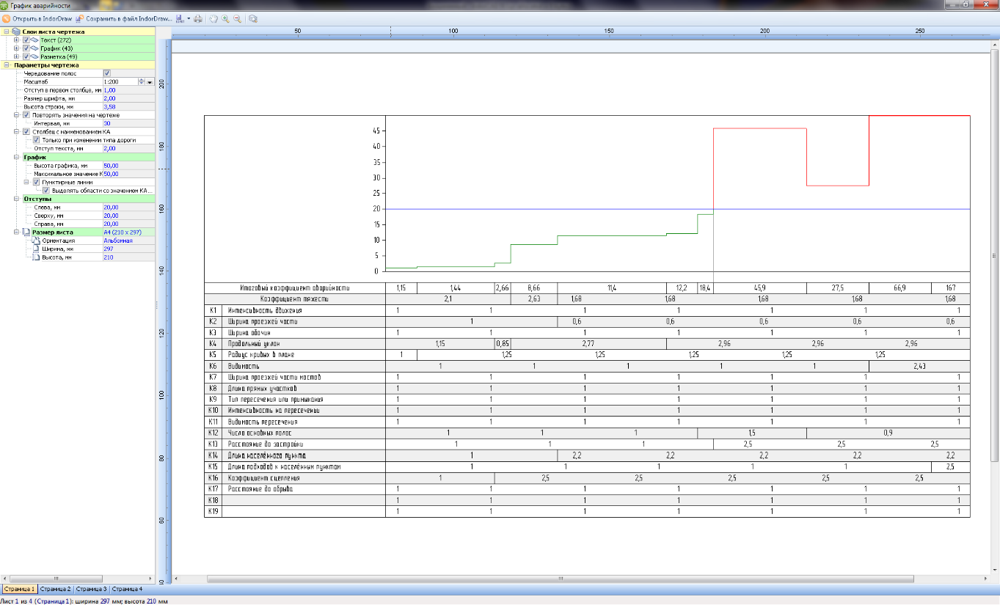 График аварийности
Открыть в IndorDraw Сохранить в файл IndorDraw...
Слои листа чертежа
Текст (272)
График (43)
Разметка (49)
Параметры чертежа
Чередование полос
Масштаб 1:200
Отступ в первом столбце, мм 1,00
Размер шрифта, мм 2,00
Высота строки, мм 3,58
Повторять значения на чертеже
Интервал, мм 30
Столбец с наименованием КА
Только при изменении типа дороги
Отступ текста, мм 2,00
График
Высота графика, мм 50,00
Максимальное значение К 50,00
Пунктирные линии
Выделять области со значением КА ...
Отступы
Слева, мм 20,00
Сверху, мм 20,00
Справа, мм 20,00
Размер листа А4 (210 x 297)
Ориентация Альбомная
Ширина, мм 297
Высота, мм 210
50 100 150 200 250
200
180
160
140
120
100
80
60
45
40
35
30
25
20
15
10
5
0
Итоговый коэффициент аварийности 1,15 1,44 2,66 8,66 11,4 12,2 18,4 45,9 27,5 66,9 167
Коэффициент тяжести 2,1 2,63 1,68 1,68 1,68 1,68 1,68
К1 Интенсивность движения 1 1 1 1 1 1 1
К2 Ширина проезжей части 1 0,6 0,6 0,6 0,6 0,6
К3 Ширина обочин 1 1 1 1 1 1 1
К4 Продольный уклон 1,15 0,85 2,77 2,96 2,96 2,96
К5 Радиус кривых в плане 1 1,25 1,25 1,25 1,25 1,25
К6 Видимость 1 1 1 1 1 2,43
К7 Ширина проезжей части мостов 1 1 1 1 1 1 1
К8 Длина прямых участков 1 1 1 1 1 1 1
К9 Тип пересечения или примыкания 1 1 1 1 1 1 1
К10 Интенсивность на пересечении 1 1 1 1 1 1 1
К11 Видимость пересечения 1 1 1 1 1 1 1
К12 Число основных полос 1 1 1 1,5 0,9
К13 Расстояние до застройки 1 1 1 2,5 2,5 2,5
К14 Длина населённого пункта 1 2,2 2,2 2,2 2,2 2,2
К15 Длина подходов к населённым пунктам 1 1 1 1 1 2,5
К16 Коэффициент сцепления 1 2,5 2,5 2,5 2,5 2,5
К17 Расстояние до обрыва 1 1 1 1 1 1 1
К18 1 1 1 1 1 1 1
К19 1 1 1 1 1 1 1
Страница 1 Страница 2 Страница 3 Страница 4
Лист 1 из 4 (Страница 1): ширина 297 мм; высота 210 мм